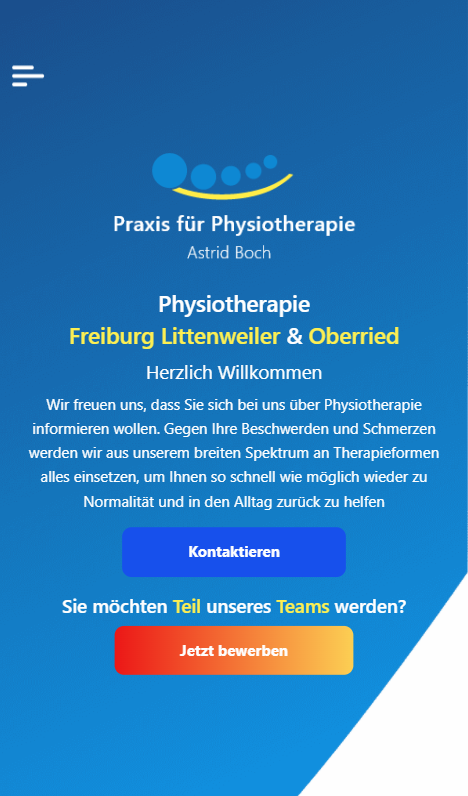 Praxis für Physiotherapie
Astrid Boch
Physiotherapie
Freiburg Littenweiler & Oberried
Herzlich Willkommen
Wir freuen uns, dass Sie sich bei uns über Physiotherapie
informieren wollen. Gegen Ihre Beschwerden und Schmerzen
werden wir aus unserem breiten Spektrum an Therapieformen
alles einsetzen, um Ihnen so schnell wie möglich wieder zu
Normalität und in den Alltag zurück zu helfen
Kontaktieren
Sie möchten Teil unseres Teams werden?
Jetzt bewerben